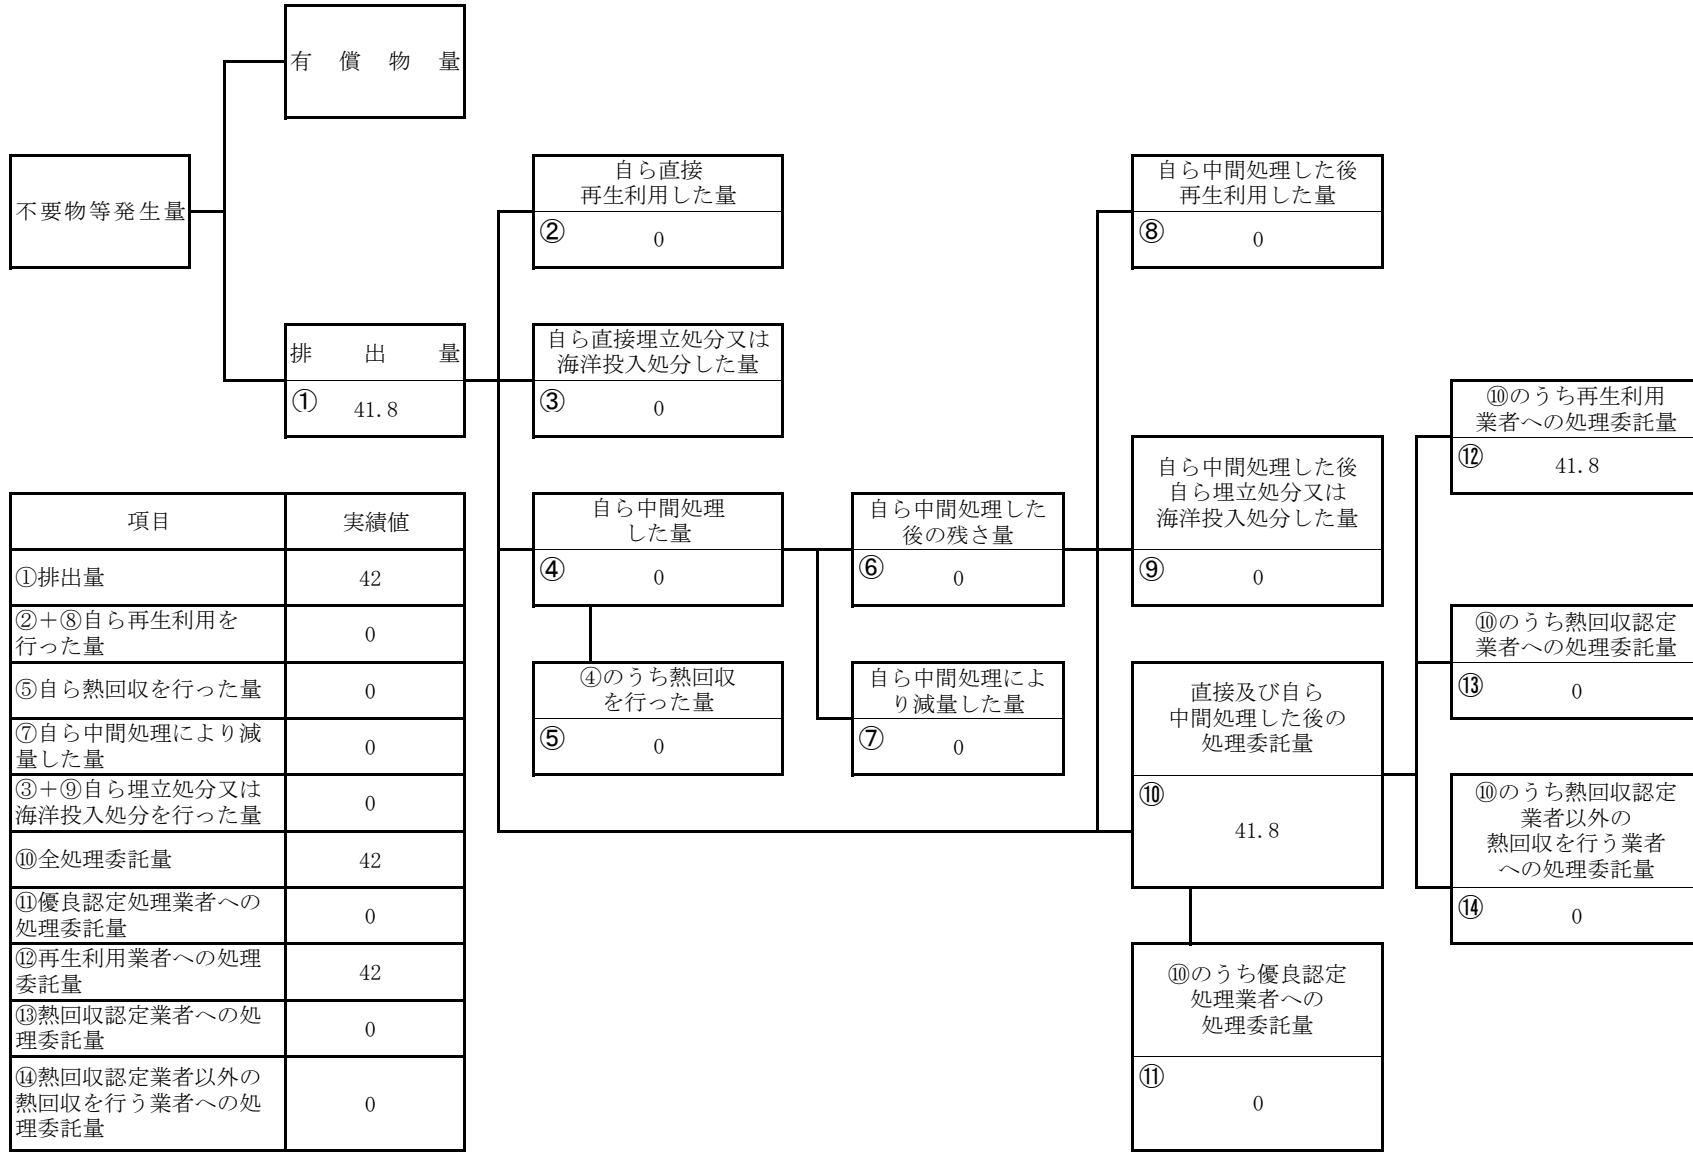 有償物量
不要物等発生量
排出量
① 41.8
自ら直接
再生利用した量
② 0
自ら直接埋立処分又は
海洋投入処分した量
③ 0
自ら中間処理
した量
④ 0
④のうち熱回収
を行った量
⑤ 0
自ら中間処理した
後の残さ量
⑥ 0
自ら中間処理によ
り減量した量
⑦ 0
自ら中間処理した後
再生利用した量
⑧ 0
自ら中間処理した後
自ら埋立処分又は
海洋投入処分した量
⑨ 0
直接及び自ら
中間処理した後の
処理委託量
⑩
41.8
⑩のうち優良認定
処理業者への
処理委託量
⑪
0
⑩のうち再生利用
業者への処理委託量
⑫ 41.8
⑩のうち熱回収認定
業者への処理委託量
⑬ 0
⑩のうち熱回収認定
業者以外の
熱回収を行う業者
への処理委託量
⑭ 0
項目 実績値
①排出量 42
②＋⑧自ら再生利用を
行った量 0
⑤自ら熱回収を行った量 0
⑦自ら中間処理により減
量した量 0
③＋⑨自ら埋立処分又は
海洋投入処分を行った量 0
⑩全処理委託量 42
⑪優良認定処理業者への
処理委託量 0
⑫再生利用業者への処理
委託量 42
⑬熱回収認定業者への処
理委託量 0
⑭熱回収認定業者以外の
熱回収を行う業者への処
理委託量 0